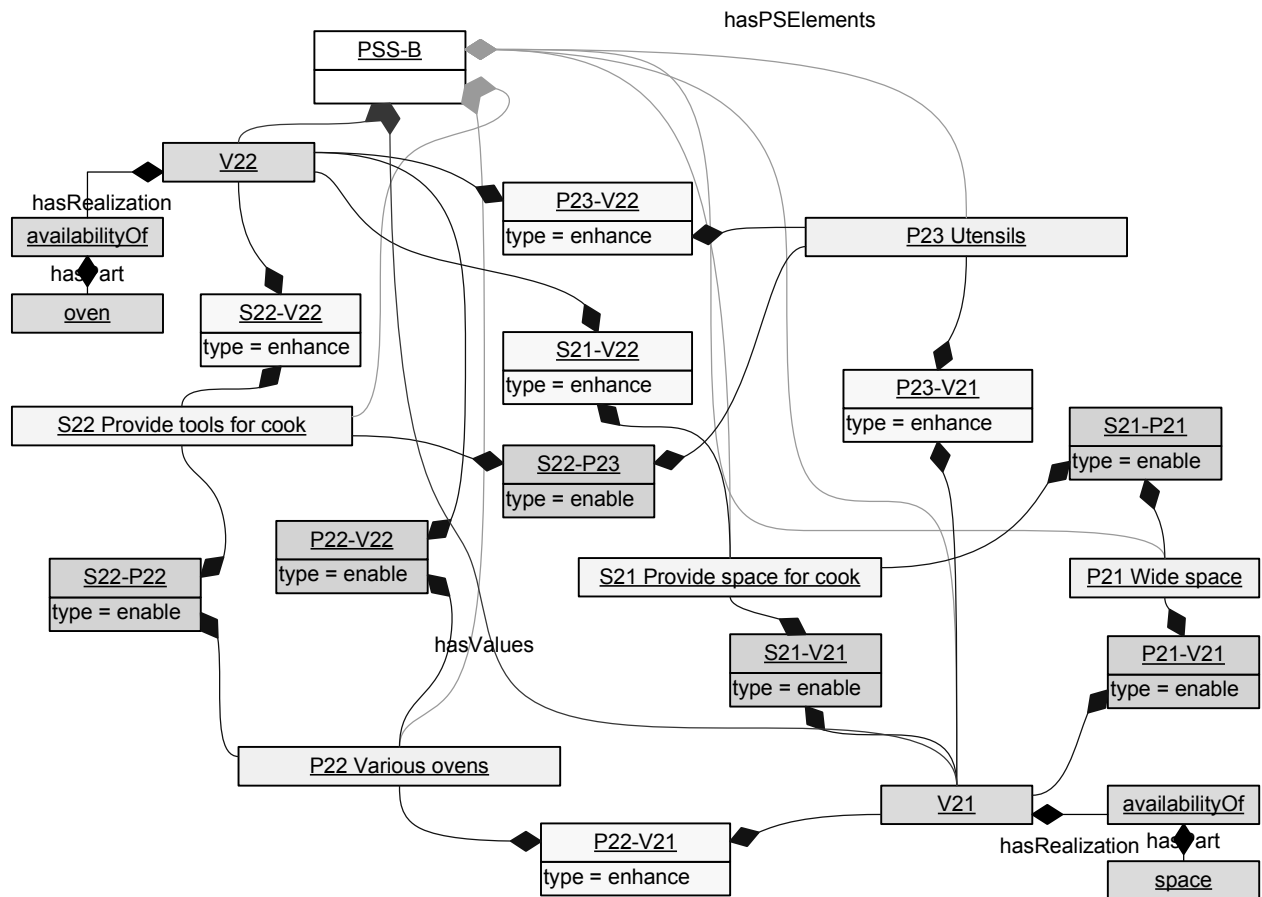 hasPSElements
PSS-B
V22
hasRealization
availabilityOf
hasPart
oven
P23-V22
type = enhance
P23 Utensils
S22-V22
type = enhance
S21-V22
type = enhance
P23-V21
type = enhance
S21-P21
type = enable
S22 Provide tools for cook
S22-P23
type = enable
P22-V22
type = enable
S22-P22
type = enable
S21 Provide space for cook
P21 Wide space
hasValues
S21-V21
type = enable
P21-V21
type = enable
P22 Various ovens
V21
availabilityOf
hasRealization
hasPart
P22-V21
type = enhance
space